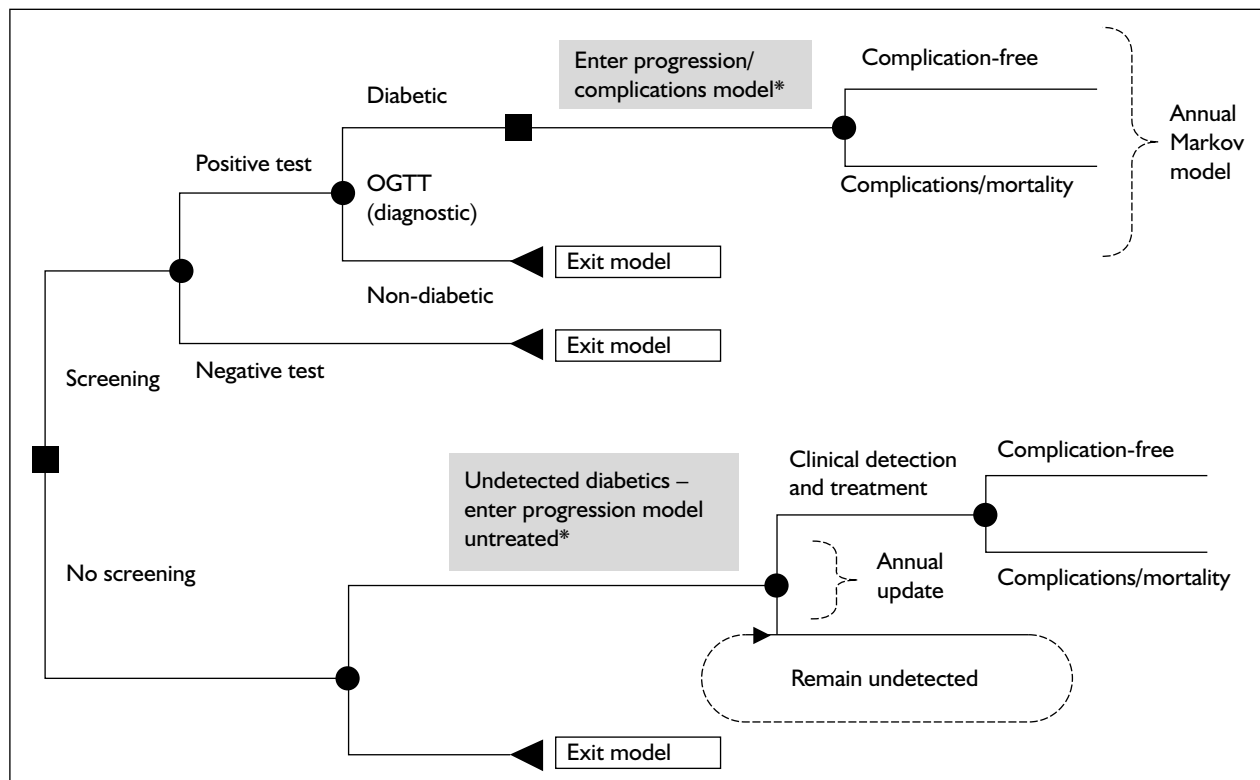 Enter progression/
complications model*
Complication-free
Diabetic
Annual
Markov
model
Positive test
OGTT
(diagnostic)
Complications/mortality
Exit model
Non-diabetic
Exit model
Negative test
Screening
Undetected diabetics –
enter progression model
untreated*
Clinical detection
and treatment
Complication-free
No screening
Annual
update
Complications/mortality
Remain undetected
Exit model